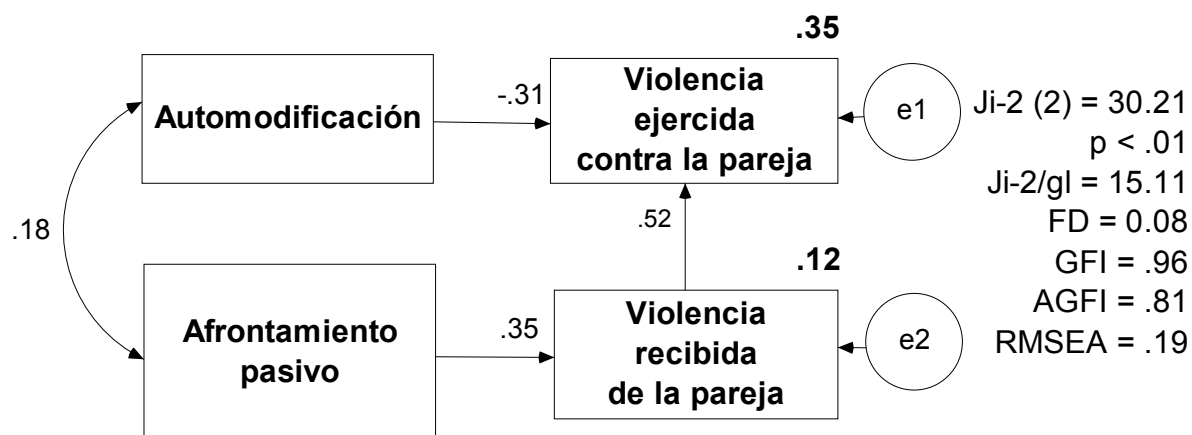 .35
Automodificación
-.31
Violencia
ejercida
contra la pareja
e1
Ji-2 (2) = 30.21
p < .01
Ji-2/gl = 15.11
FD = 0.08
GFI = .96
AGFI = .81
RMSEA = .19
.18
.52
.12
Afrontamiento
pasivo
.35
Violencia
recibida
de la pareja
e2